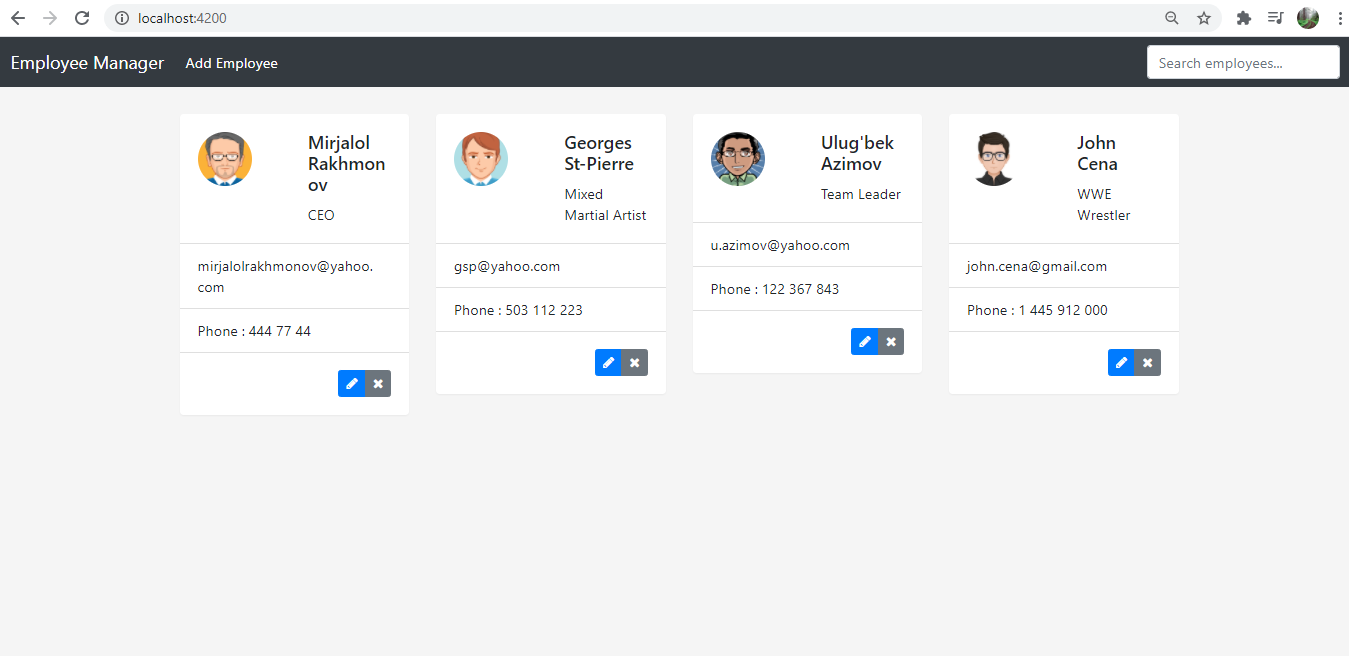 localhost:4200
Employee Manager Add Employee Search employees...
Mirjalol
Rakhmon
ov
CEO
mirjalolrakhmonov@yahoo.
com
Phone : 444 77 44
Georges
St-Pierre
Mixed
Martial Artist
gsp@yahoo.com
Phone : 503 112 223
Ulug'bek
Azimov
Team Leader
u.azimov@yahoo.com
Phone : 122 367 843
John
Cena
WWE
Wrestler
john.cena@gmail.com
Phone : 1 445 912 000